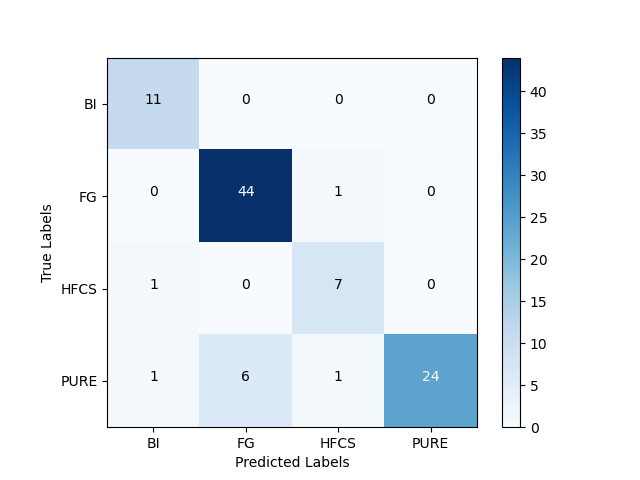 BI 11 0 0 0
FG 0 44 1 0
HFCS 1 0 7 0
PURE 1 6 1 24
BI FG HFCS PURE
Predicted Labels
True Labels
40
35
30
25
20
15
10
5
0